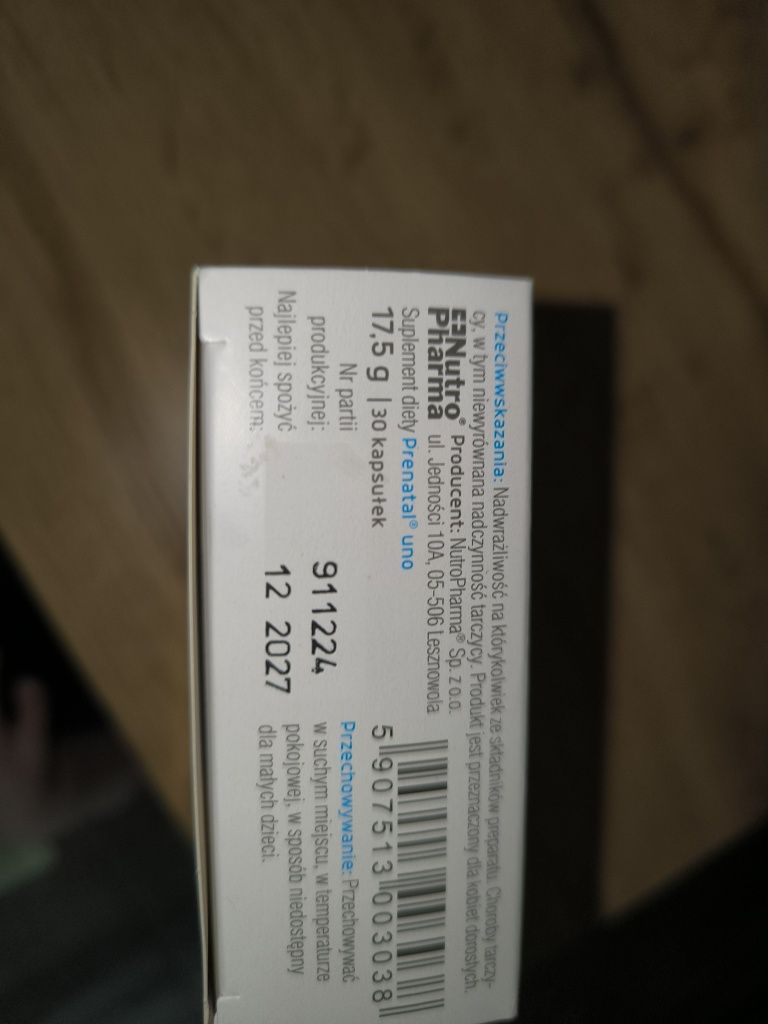 Przeciwwskazania: Nadwrażliwość na którykolwiek ze składników preparatu. Choroby tarczy-
cy, w tym niewyrównana nadczynność tarczycy. Produkt jest przeznaczony dla kobiet dorosłych.
Nutro® Pharma
Producent: NutroPharma® Sp. z o.o.
ul. Jedności 10A, 05-506 Lesznowola
Suplement diety Prenatal® uno
17,5 g | 30 kapsułek
Nr partii
produkcyjnej: 911224
Najlepiej spożyć
przed końcem: 12 2027
5 907513 003038
Przechowywanie: Przechowywać
w suchym miejscu, w temperaturze
pokojowej, w sposób niedostępny
dla małych dzieci.